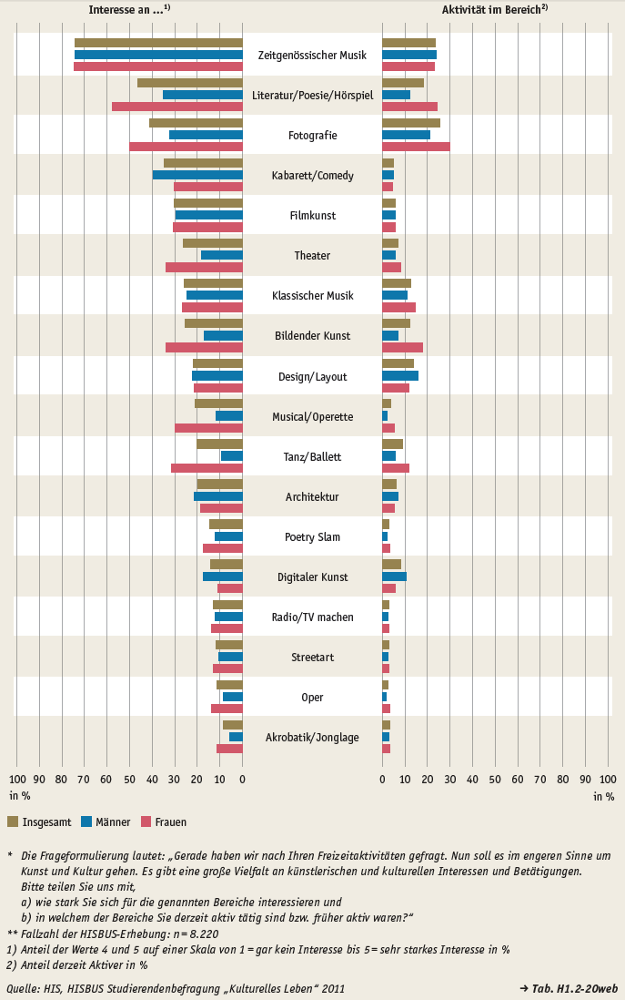 Interesse an ...1)
Aktivität im Bereich2)
Zeitgenössischer Musik
Literatur/Poesie/Hörspiel
Fotografie
Kabarett/Comedy
Filmkunst
Theater
Klassischer Musik
Bildender Kunst
Design/Layout
Musical/Operette
Tanz/Ballett
Architektur
Poetry Slam
Digitaler Kunst
Radio/TV machen
Streetart
Oper
Akrobatik/Jonglage
100 90 80 70 60 50 40 30 20 10 0
0 10 20 30 40 50 60 70 80 90 100
in %
in %
Insgesamt Männer Frauen
* Die Frageformulierung lautet: „Gerade haben wir nach Ihren Freizeitaktivitäten gefragt. Nun soll es im engeren Sinne um
Kunst und Kultur gehen. Es gibt eine große Vielfalt an künstlerischen und kulturellen Interessen und Betätigungen.
Bitte teilen Sie uns mit,
a) wie stark Sie sich für die genannten Bereiche interessieren und
b) in welchem der Bereiche Sie derzeit aktiv tätig sind bzw. früher aktiv waren?“
** Fallzahl der HISBUS-Erhebung: n = 8.220
1) Anteil der Werte 4 und 5 auf einer Skala von 1 = gar kein Interesse bis 5 = sehr starkes Interesse in %
2) Anteil derzeit Aktiver in %
Quelle: HIS, HISBUS Studierendenbefragung „Kulturelles Leben“ 2011
→ Tab. H1.2-20web